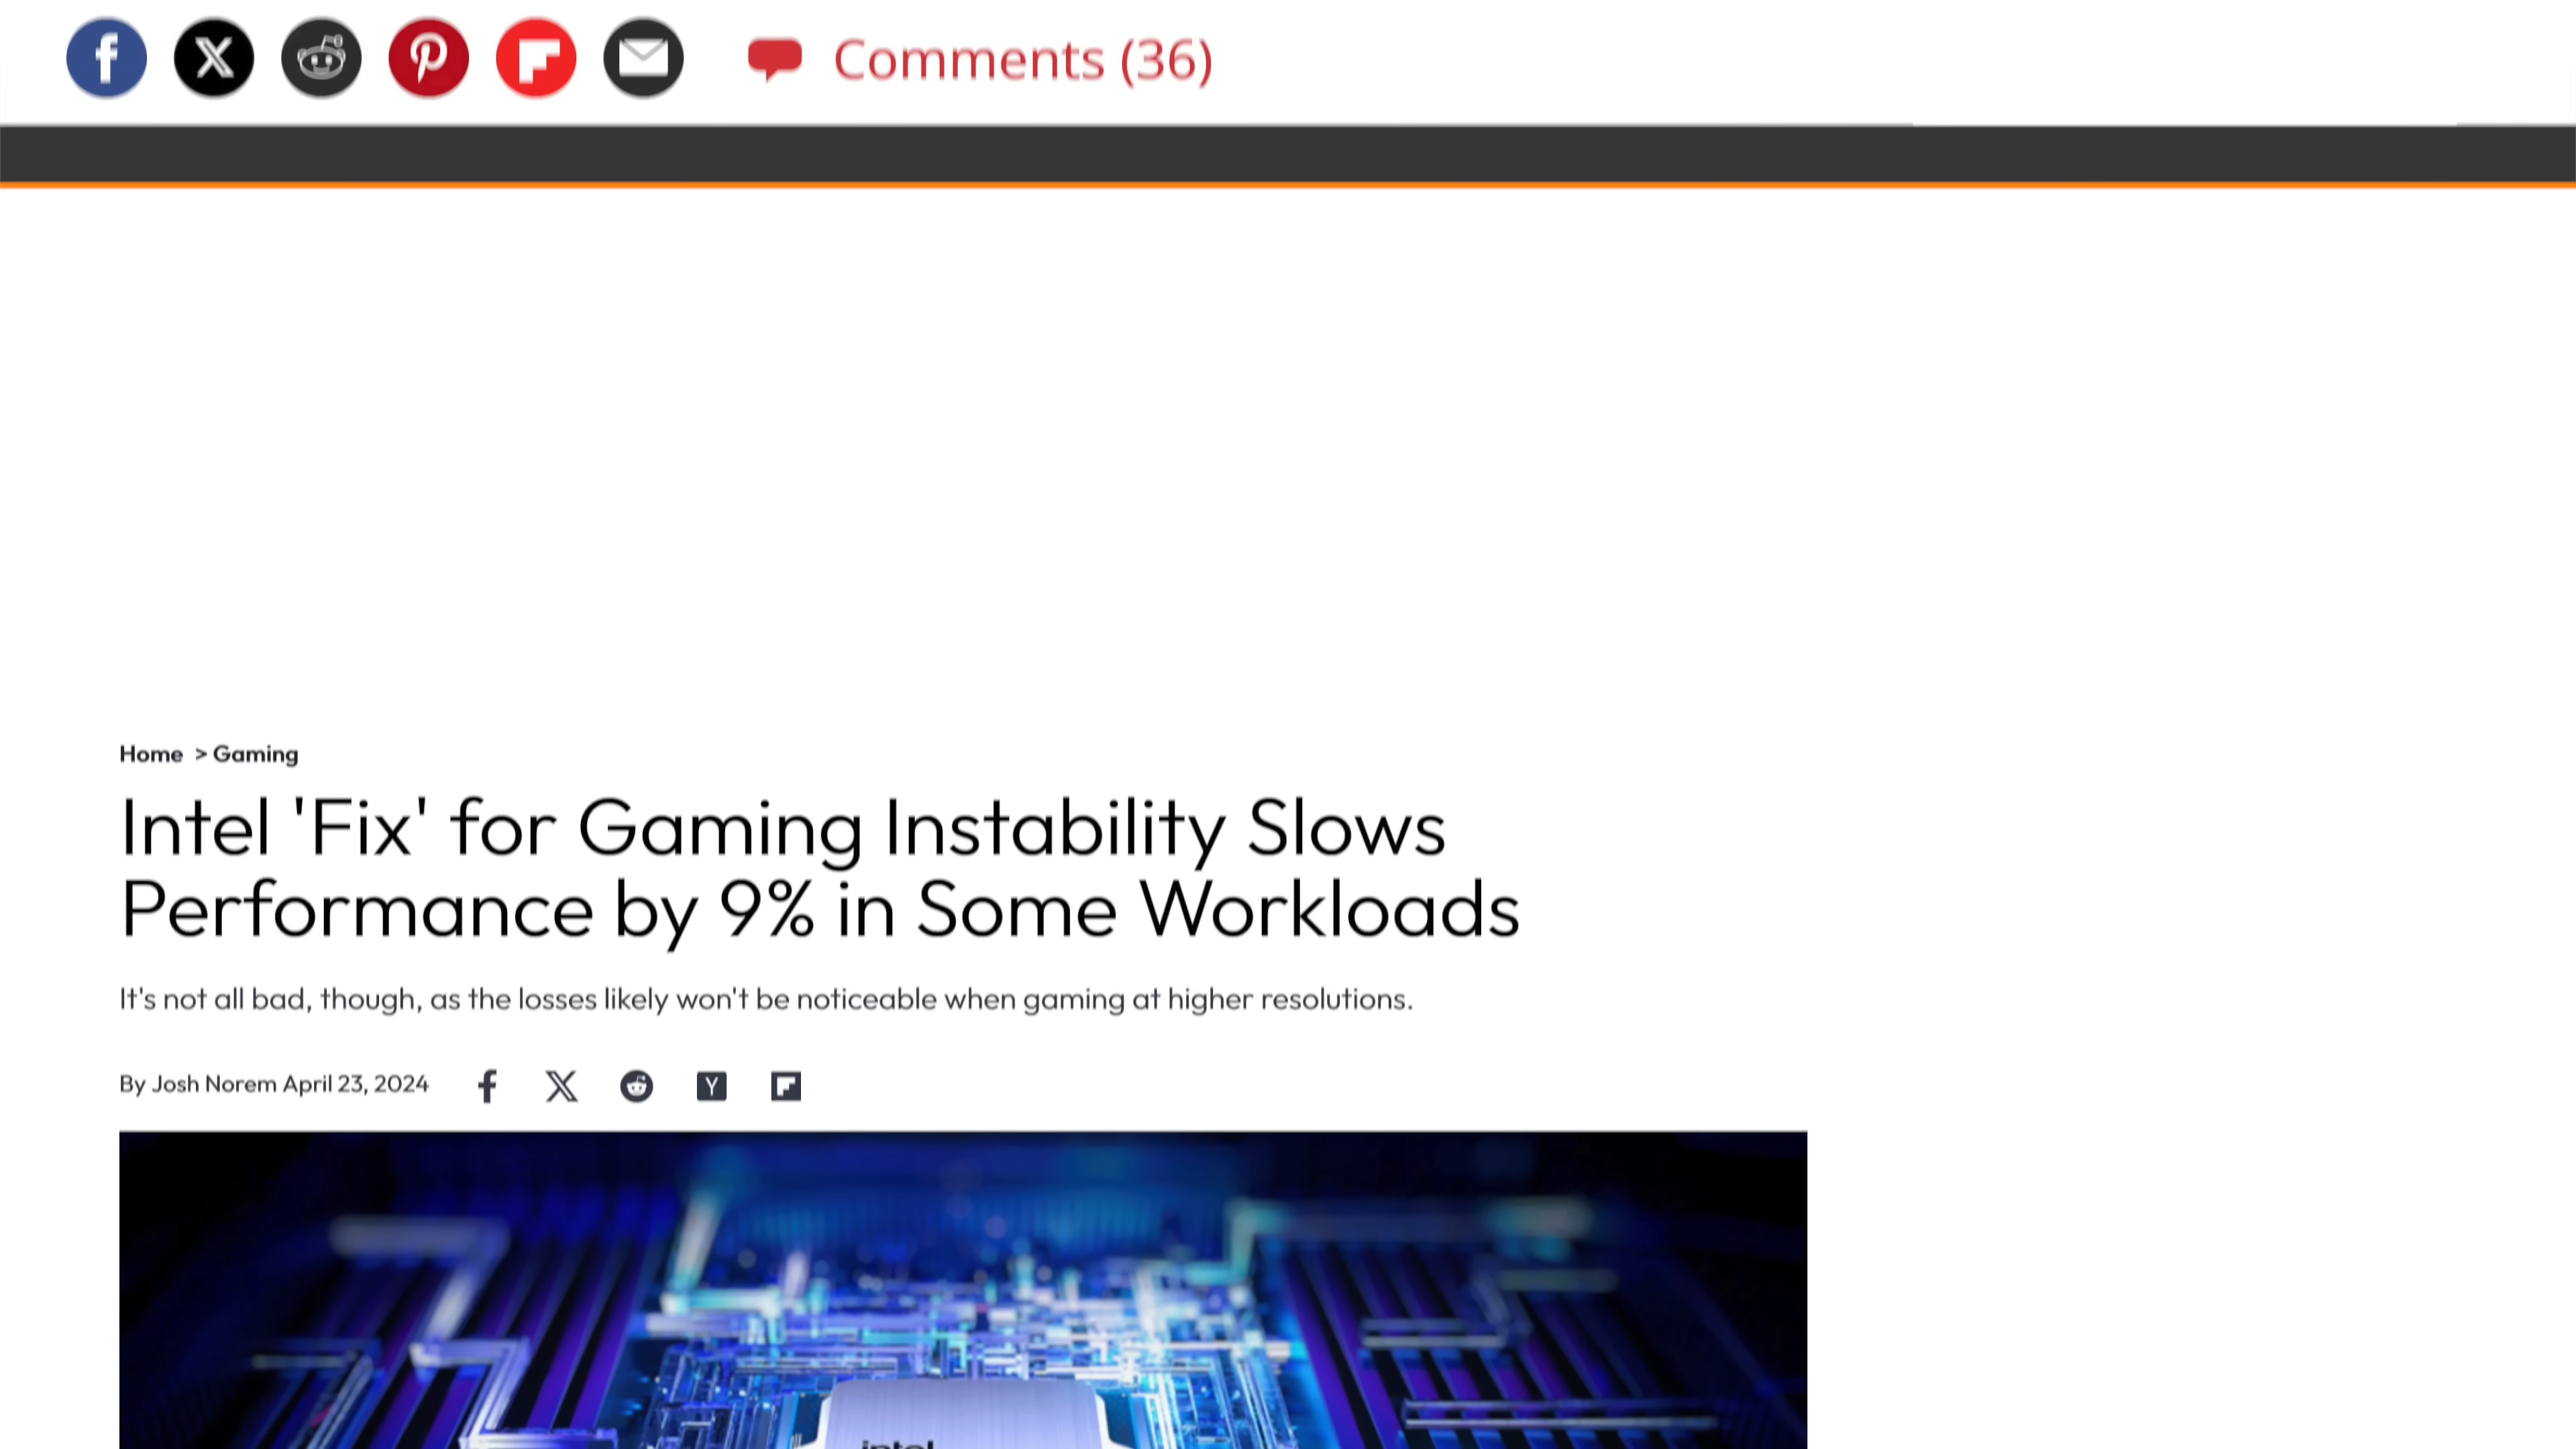 Comments (36)
Home > Gaming
Intel 'Fix' for Gaming Instability Slows
Performance by 9% in Some Workloads
It's not all bad, though, as the losses likely won't be noticeable when gaming at higher resolutions.
By Josh Norem April 23, 2024
intel